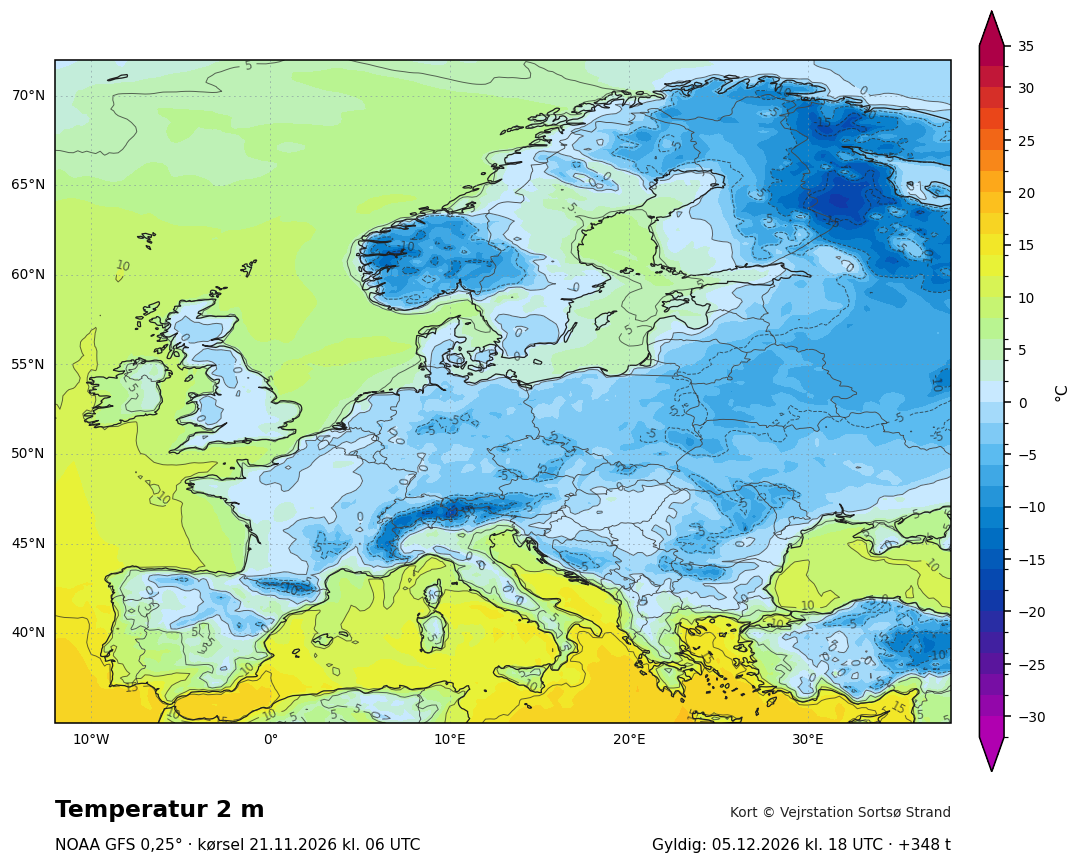 70°N
65°N
60°N
55°N
50°N
45°N
40°N
10°W
0°
10°E
20°E
30°E
35
30
25
20
15
10
5
0
−5
−10
−15
−20
−25
−30
°C
Temperatur 2 m
Kort © Vejrstation Sortsø Strand
NOAA GFS 0,25° · kørsel 21.11.2026 kl. 06 UTC
Gyldig: 05.12.2026 kl. 18 UTC · +348 t